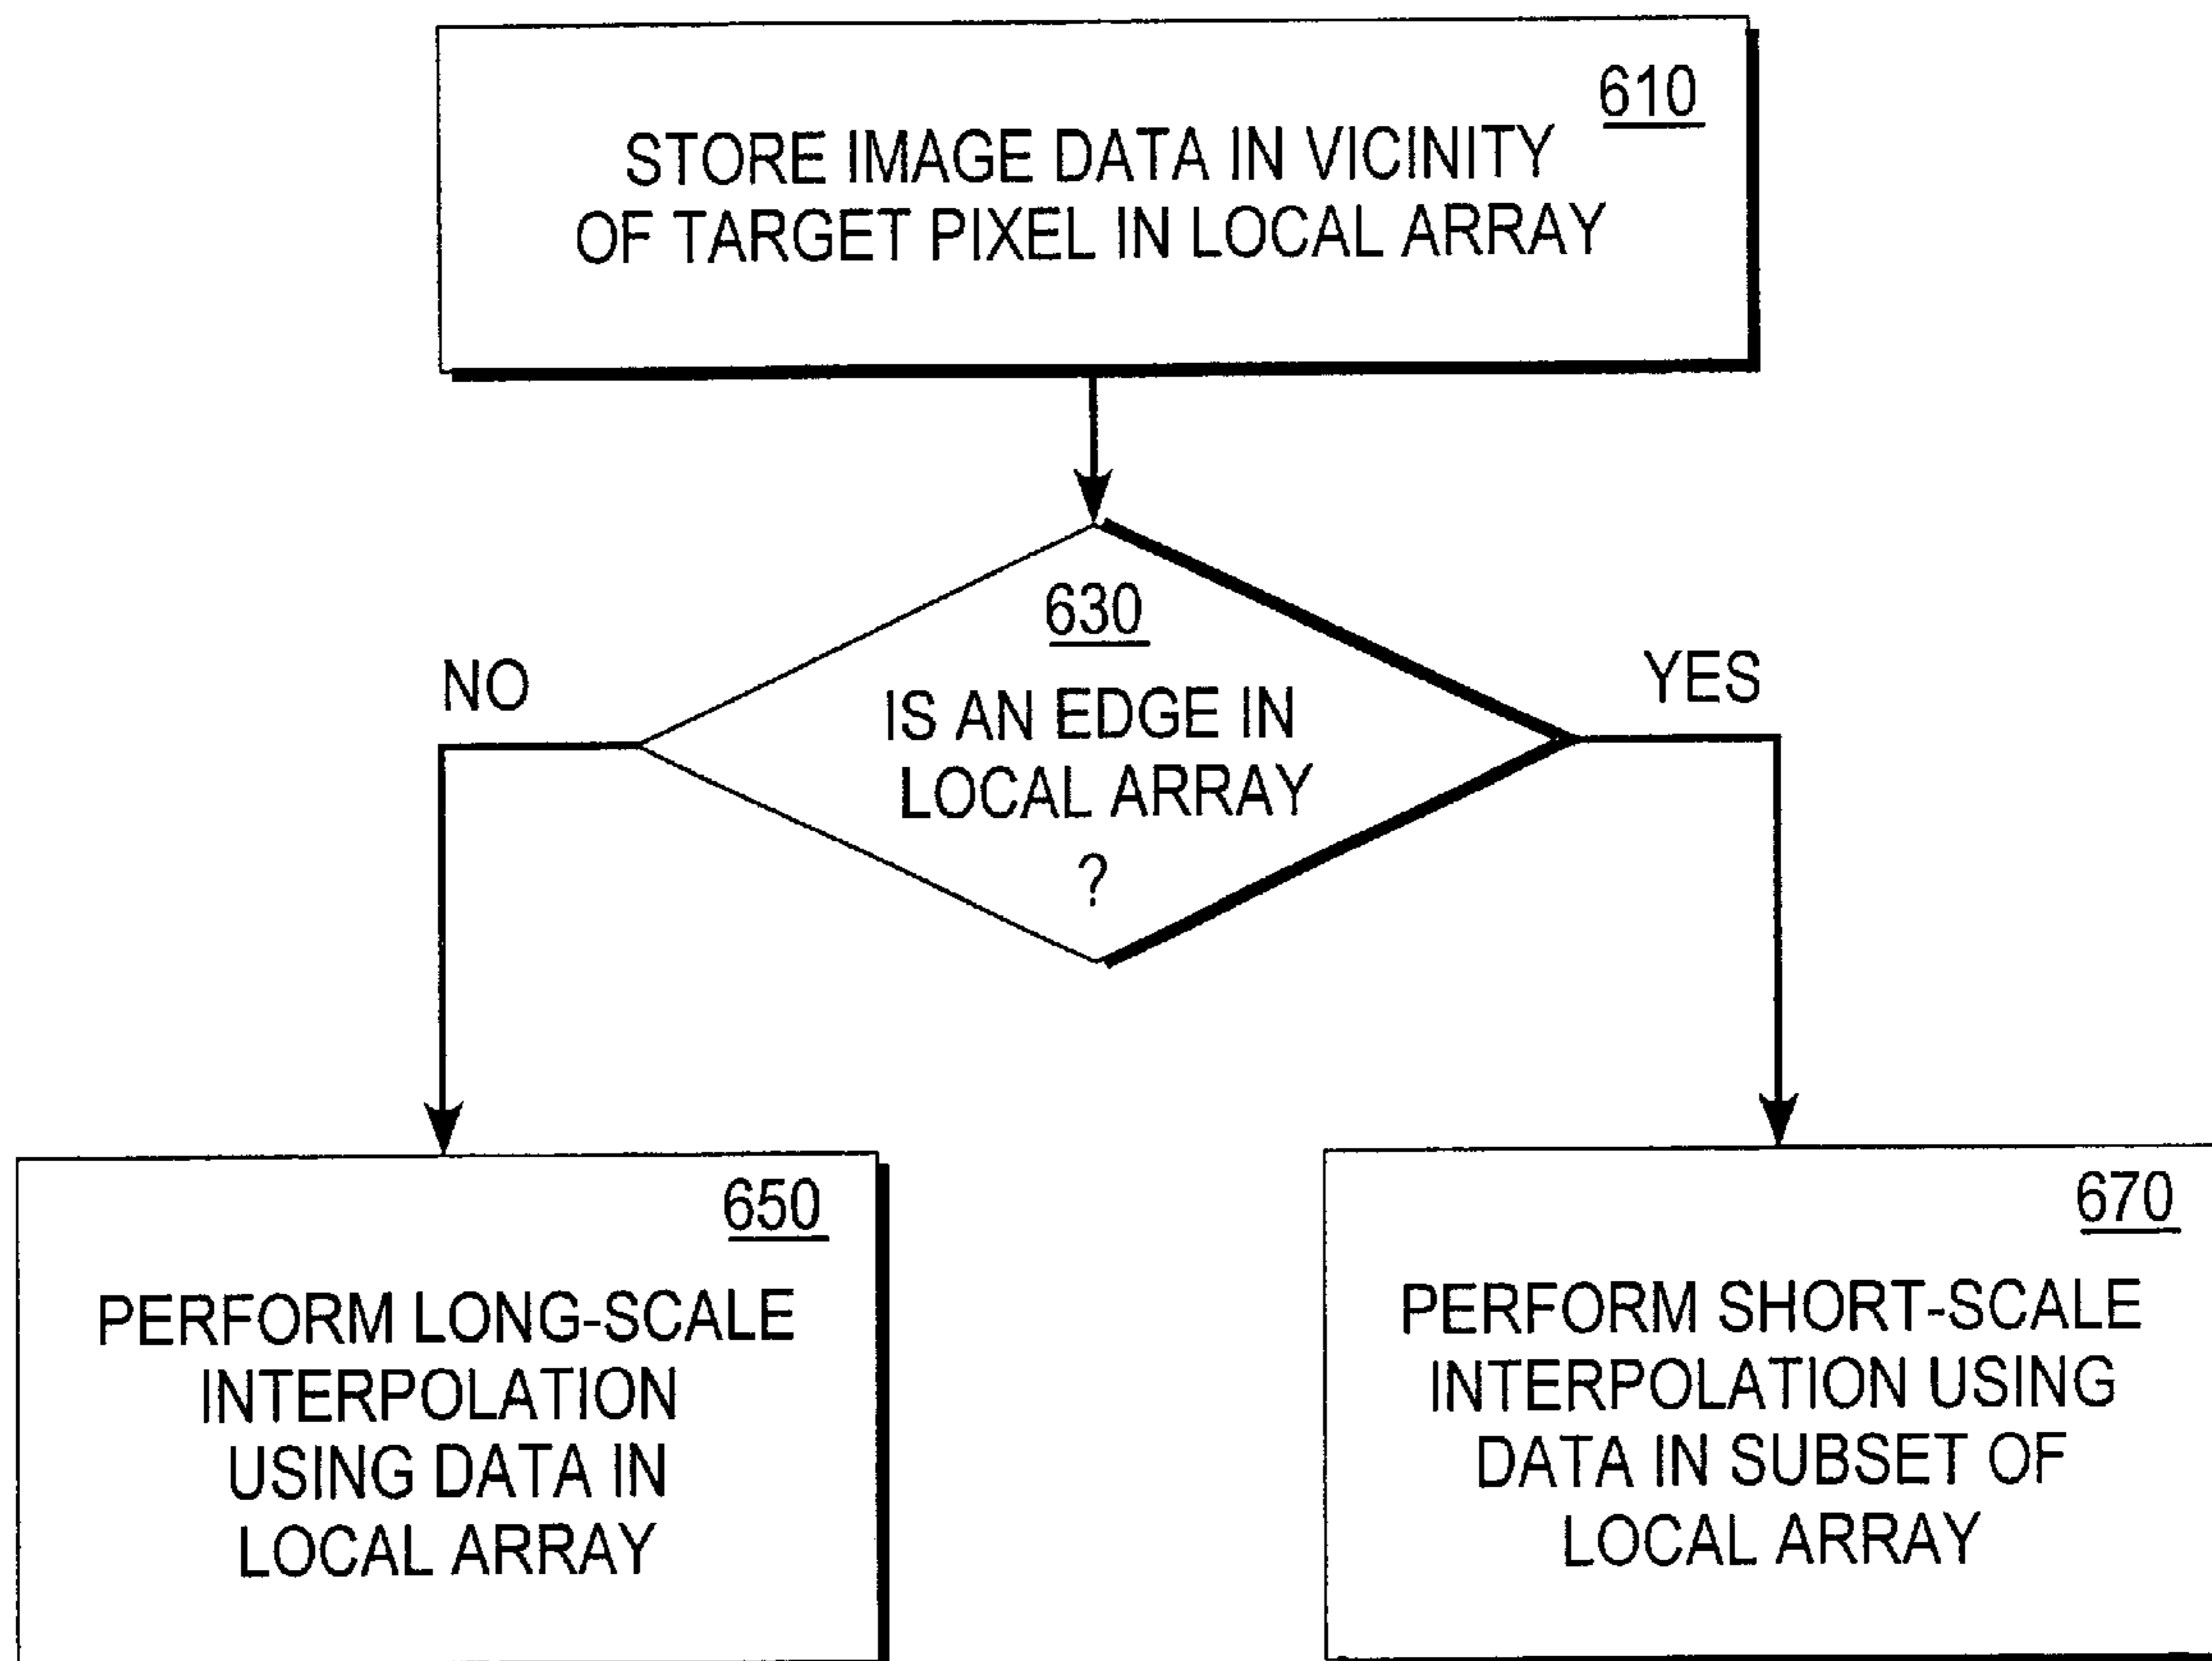 610
STORE IMAGE DATA IN VICINITY
OF TARGET PIXEL IN LOCAL ARRAY
630
IS AN EDGE IN
LOCAL ARRAY
?
NO
YES
650
PERFORM LONG-SCALE
INTERPOLATION
USING DATA IN
LOCAL ARRAY
670
PERFORM SHORT-SCALE
INTERPOLATION USING
DATA IN SUBSET OF
LOCAL ARRAY